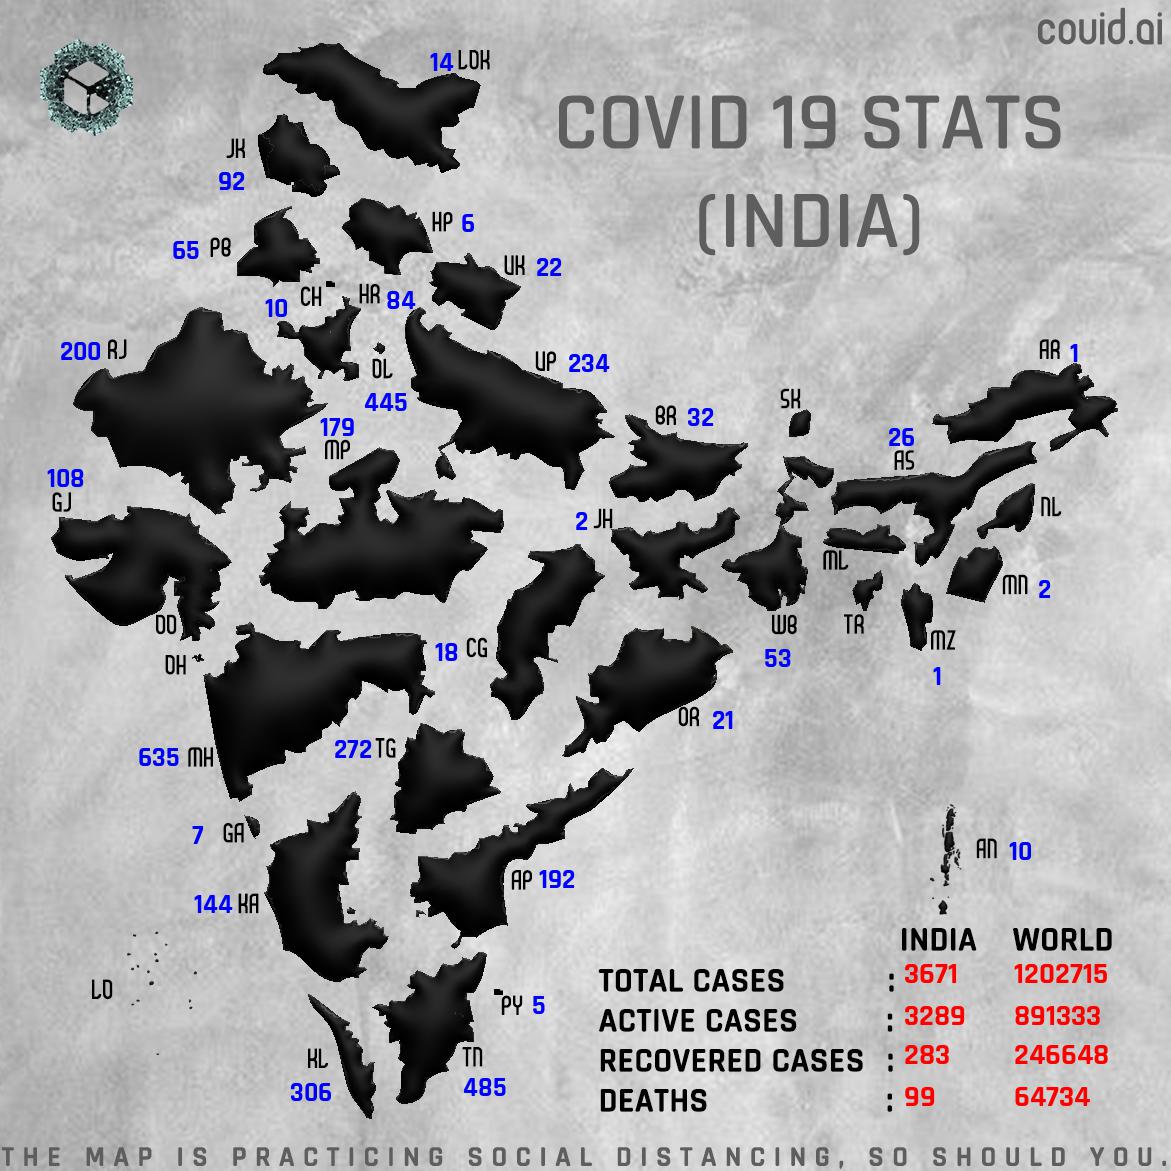 covid.ai
COVID 19 STATS
(INDIA)
14 LDK
JK
92
HP 6
65 PB
UK 22
10 CH
HR 84
200 RJ
DL
445
UP 234
AR 1
179
MP
BR 32
SK
26
AS
108
GJ
2 JH
NL
ML
MN 2
DD
WB
53
TR
MZ
1
DH
18 CG
OR 21
635 MH
272 TG
7 GA
AN 10
144 KA
AP 192
LD
PY 5
KL
306
TN
485
INDIA WORLD
TOTAL CASES : 3671 1202715
ACTIVE CASES : 3289 891333
RECOVERED CASES : 283 246648
DEATHS : 99 64734
THE MAP IS PRACTICING SOCIAL DISTANCING, SO SHOULD YOU.